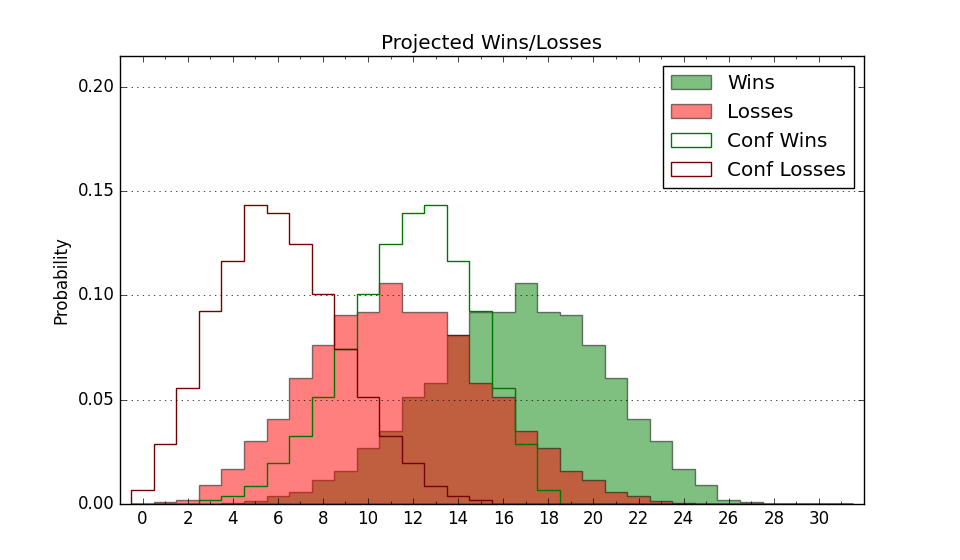 Projected Wins/Losses
0.20
0.15
0.10
0.05
0.00
Probability
Wins
Losses
Conf Wins
Conf Losses
0 2 4 6 8 10 12 14 16 18 20 22 24 26 28 30